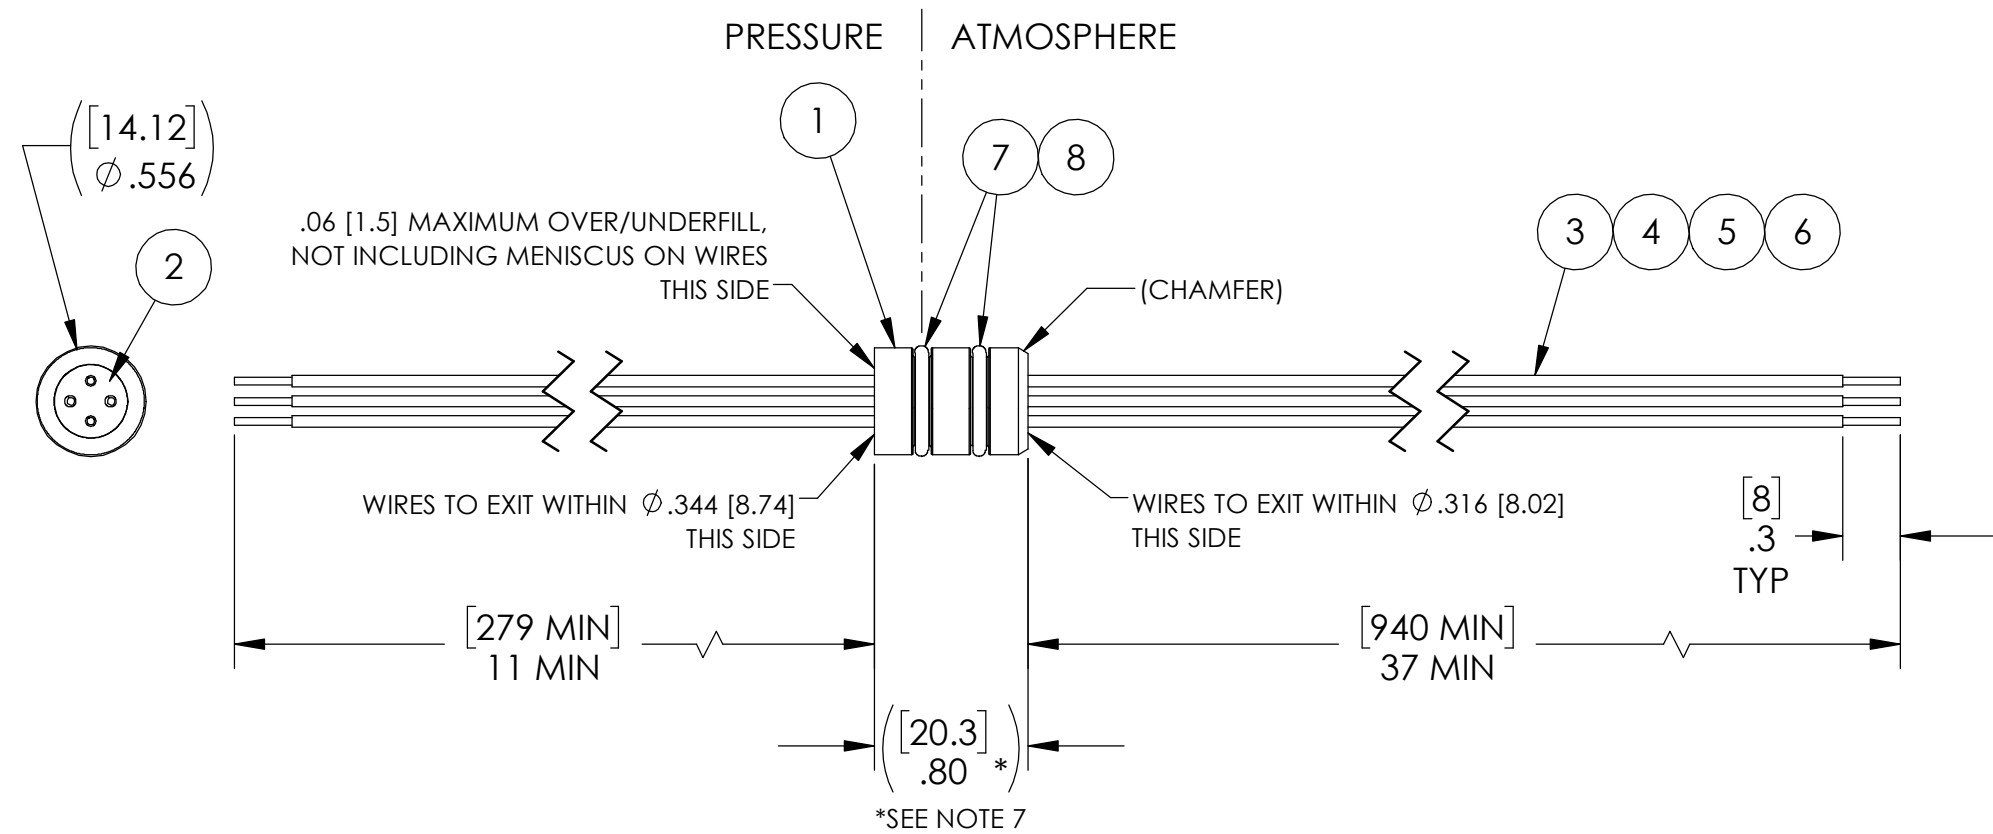 PRESSURE
ATMOSPHERE
([14.12]
⌀ .556)
1
7
8
2
3
4
5
6
.06 [1.5] MAXIMUM OVER/UNDERFILL,
NOT INCLUDING MENISCUS ON WIRES
THIS SIDE
(CHAMFER)
WIRES TO EXIT WITHIN ⌀.344 [8.74]
THIS SIDE
WIRES TO EXIT WITHIN ⌀.316 [8.02]
THIS SIDE
[8]
.3
TYP
[279 MIN]
11 MIN
[940 MIN]
37 MIN
([20.3]
.80 *)
*SEE NOTE 7